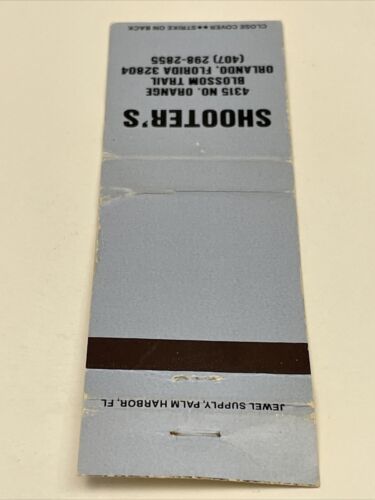 SHOOTER'S
4315 NO. ORANGE
BLOSSOM TRAIL
ORLANDO, FLORIDA 32804
(407) 298-2855
CLOSE COVER★★STRIKE ON BACK
JEWEL SUPPLY, PALM HARBOR, FL